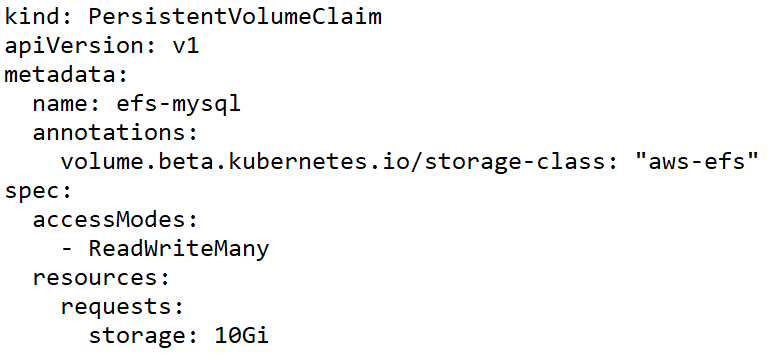 kind: PersistentVolumeClaim
apiVersion: v1
metadata:
  name: efs-mysql
  annotations:
    volume.beta.kubernetes.io/storage-class: "aws-efs"
spec:
  accessModes:
    - ReadWriteMany
  resources:
    requests:
      storage: 10Gi